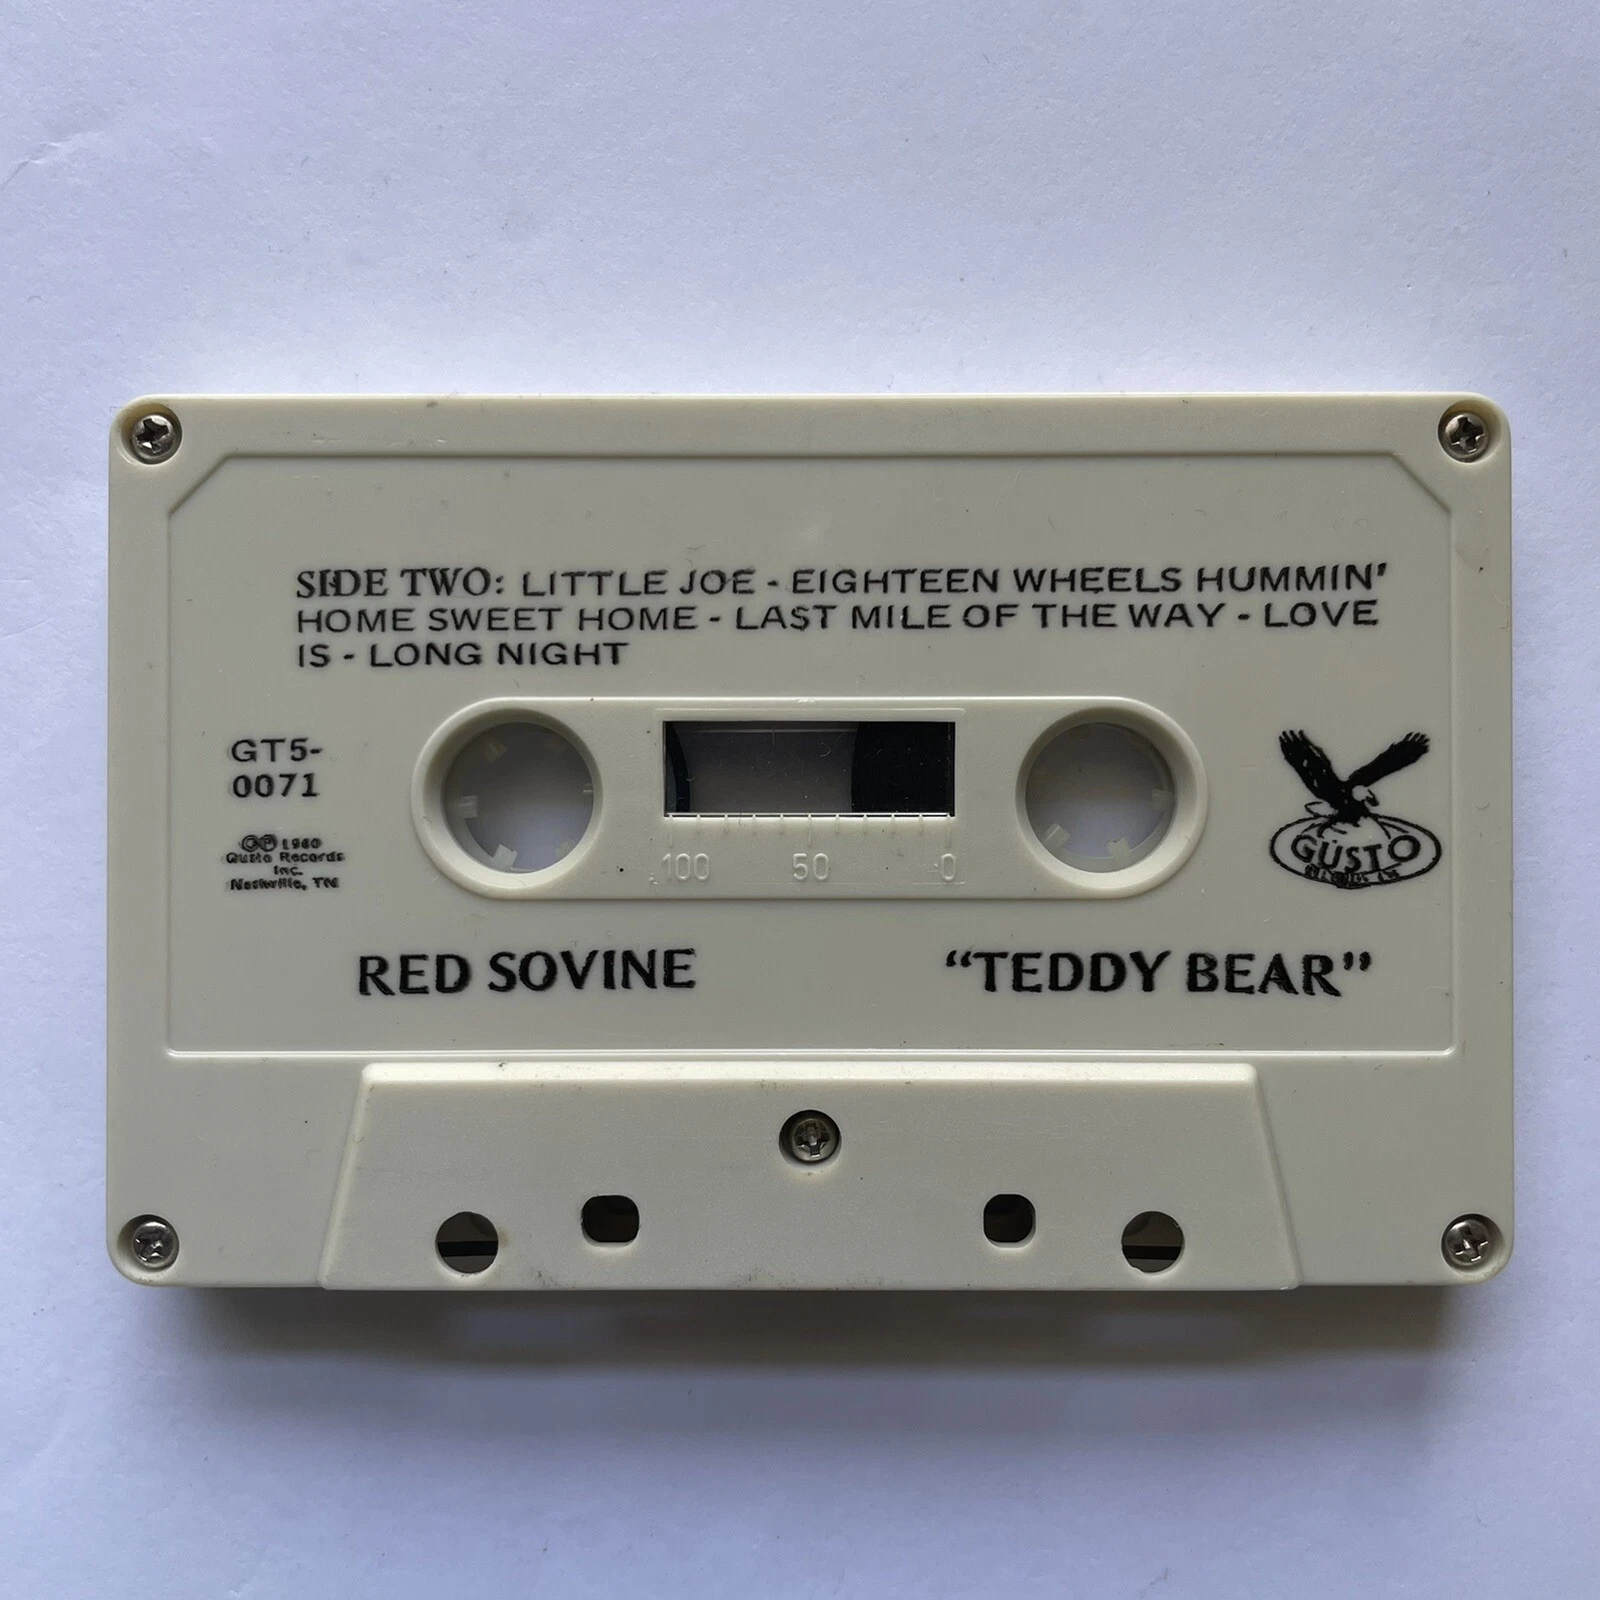 SIDE TWO: LITTLE JOE - EIGHTEEN WHEELS HUMMIN'
HOME SWEET HOME - LAST MILE OF THE WAY - LOVE
IS - LONG NIGHT
GT5-
0071
©℗ 1980
Gusto Records
Inc.
Nashville, TN
100 50 0
GUSTO
RED SOVINE "TEDDY BEAR"